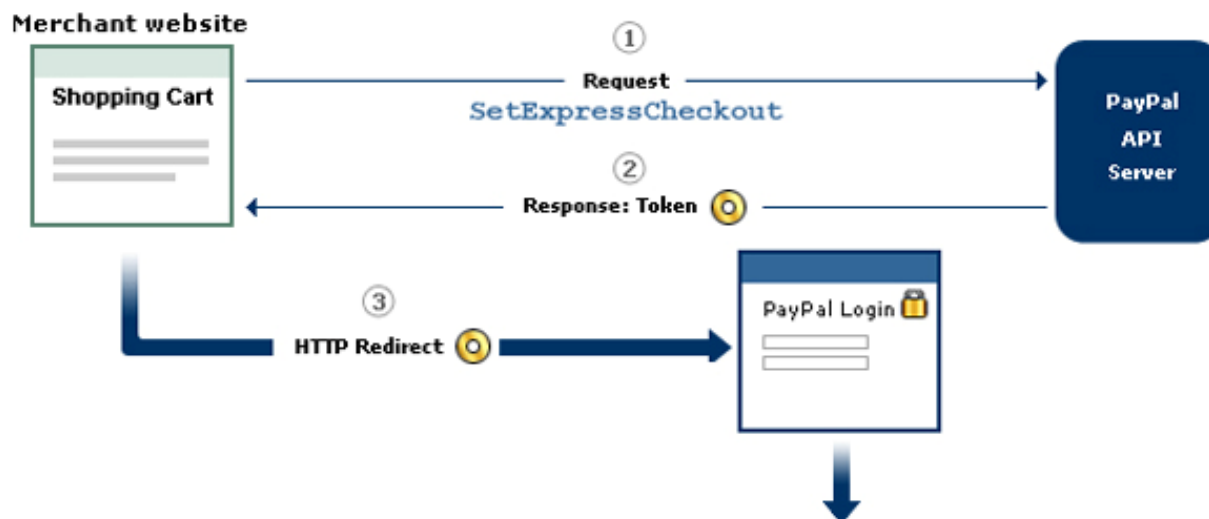 Merchant website
Shopping Cart
①
Request
SetExpressCheckout
PayPal
API
Server
②
Response: Token
③
HTTP Redirect
PayPal Login